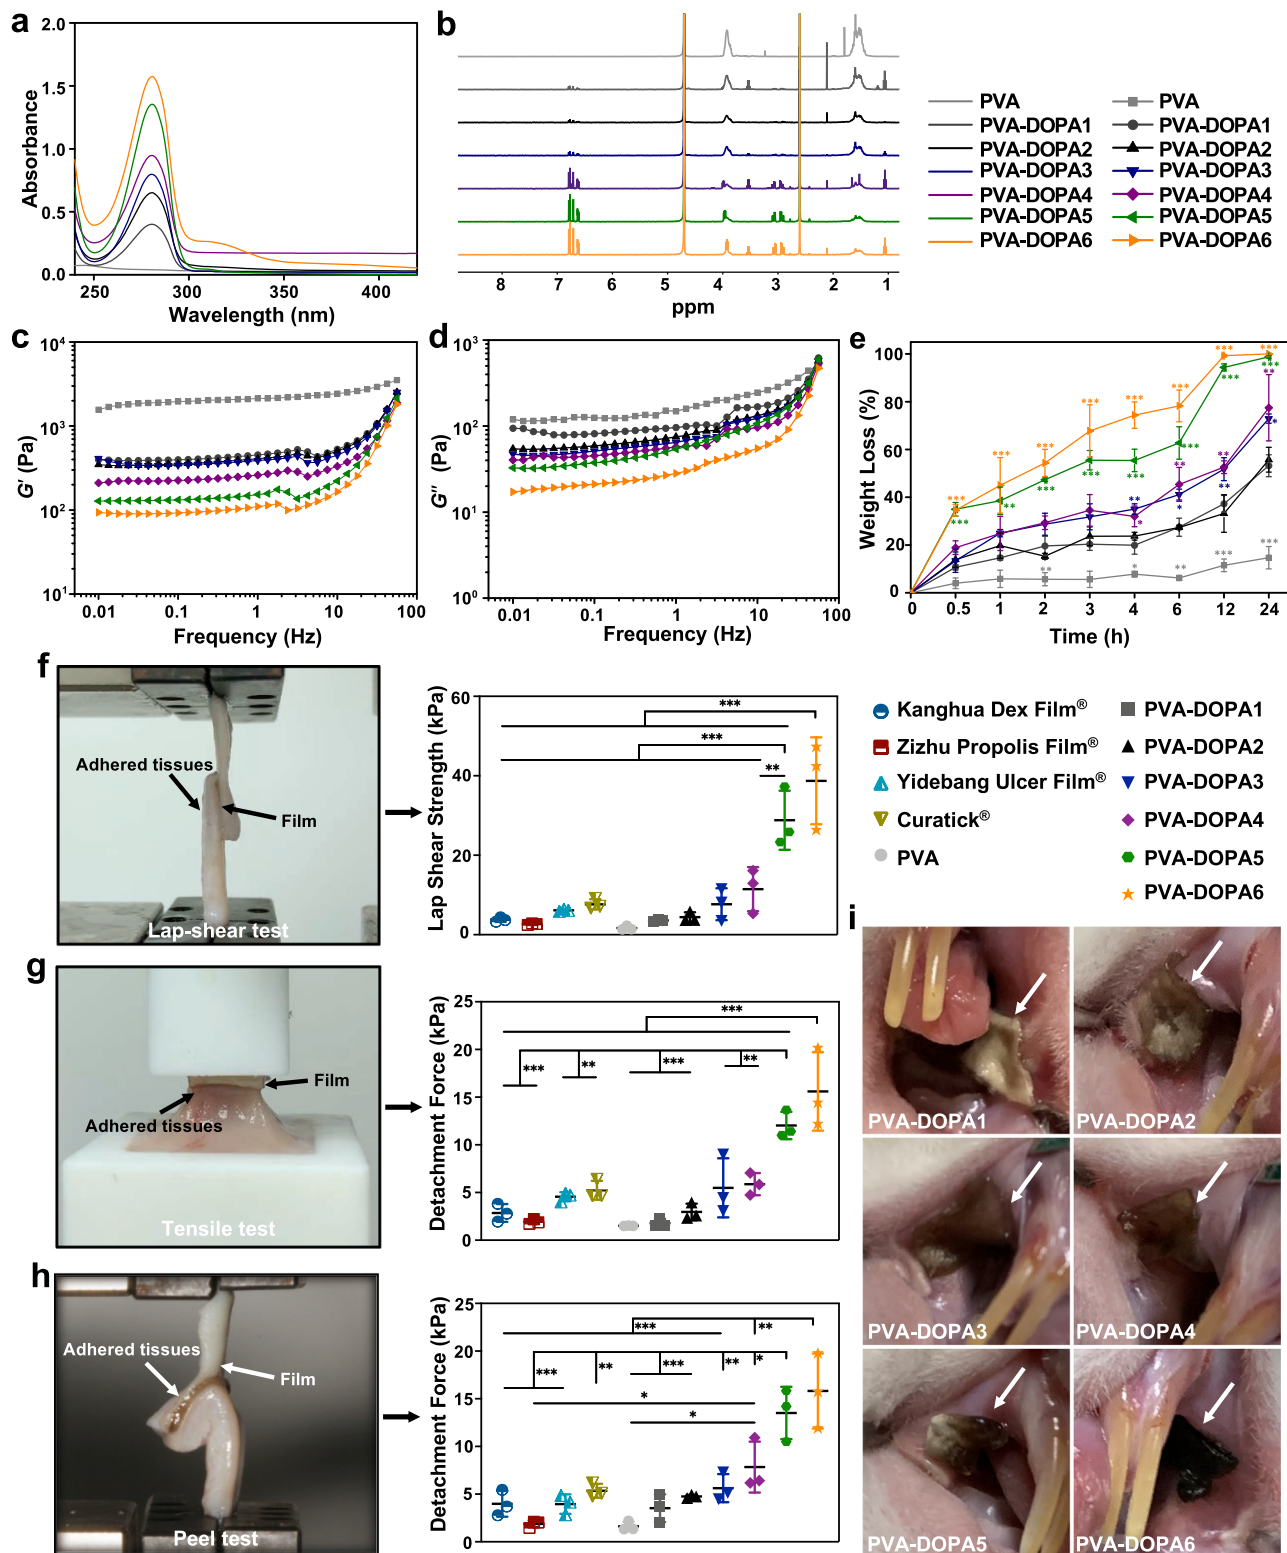 a
2.0
1.5
1.0
0.5
0.0
Absorbance
250
300
350
400
Wavelength (nm)
b
8
7
6
5
4
3
2
1
ppm
PVA
PVA-DOPA1
PVA-DOPA2
PVA-DOPA3
PVA-DOPA4
PVA-DOPA5
PVA-DOPA6
PVA
PVA-DOPA1
PVA-DOPA2
PVA-DOPA3
PVA-DOPA4
PVA-DOPA5
PVA-DOPA6
c
10⁴
10³
10²
10¹
G' (Pa)
0.01
0.1
1
10
100
Frequency (Hz)
d
10³
10²
10¹
10⁰
G'' (Pa)
0.01
0.1
1
10
100
Frequency (Hz)
e
100
80
60
40
20
0
Weight Loss (%)
0
0.5
1
2
3
4
6
12
24
Time (h)
f
Adhered tissues
Film
Lap-shear test
60
40
20
0
Lap Shear Strength (kPa)
***
***
**
Kanghua Dex Film®
Zizhu Propolis Film®
Yidebang Ulcer Film®
Curatick®
PVA
PVA-DOPA1
PVA-DOPA2
PVA-DOPA3
PVA-DOPA4
PVA-DOPA5
PVA-DOPA6
g
Film
Adhered tissues
Tensile test
25
20
15
10
5
0
Detachment Force (kPa)
***
***
**
***
**
h
Adhered tissues
Film
Peel test
25
20
15
10
5
0
Detachment Force (kPa)
***
**
***
**
***
**
*
*
*
i
PVA-DOPA1
PVA-DOPA2
PVA-DOPA3
PVA-DOPA4
PVA-DOPA5
PVA-DOPA6